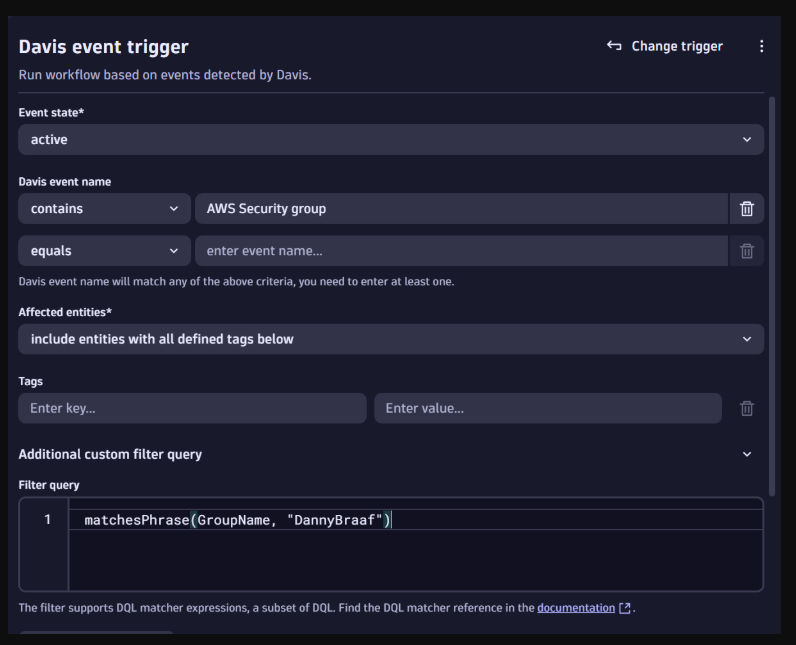 Davis event trigger
Change trigger
Run workflow based on events detected by Davis.
Event state*
active
Davis event name
contains
AWS Security group
equals
enter event name...
Davis event name will match any of the above criteria, you need to enter at least one.
Affected entities*
include entities with all defined tags below
Tags
Enter key...
Enter value...
Additional custom filter query
Filter query
1 matchesPhrase(GroupName, "DannyBraaf")
The filter supports DQL matcher expressions, a subset of DQL. Find the DQL matcher reference in the documentation.